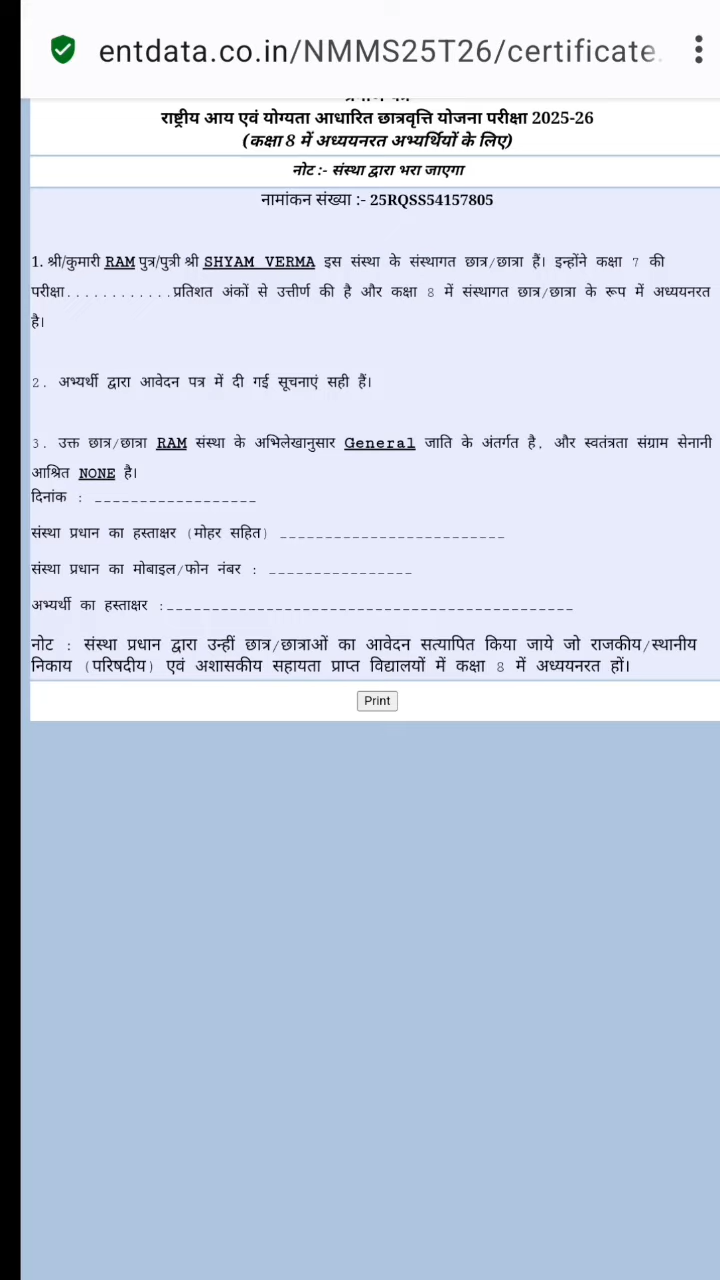 entdata.co.in/NMMS25T26/certificate.
राष्ट्रीय आय एवं योग्यता आधारित छात्रवृत्ति योजना परीक्षा 2025-26
(कक्षा 8 में अध्ययनरत अभ्यर्थियों के लिए)
नोट :- संस्था द्वारा भरा जाएगा
नामांकन संख्या :- 25RQSS54157805
1. श्री/कुमारी RAM पुत्र/पुत्री श्री SHYAM VERMA इस संस्था के संस्थागत छात्र/छात्रा हैं। इन्होंने कक्षा 7 की
परीक्षा............प्रतिशत अंकों से उत्तीर्ण की है और कक्षा 8 में संस्थागत छात्र/छात्रा के रूप में अध्ययनरत
है।
2. अभ्यर्थी द्वारा आवेदन पत्र में दी गई सूचनाएं सही हैं।
3. उक्त छात्र/छात्रा RAM संस्था के अभिलेखानुसार General जाति के अंतर्गत है, और स्वतंत्रता संग्राम सेनानी
आश्रित NONE है।
दिनांक : __________________
संस्था प्रधान का हस्ताक्षर (मोहर सहित) _________________________
संस्था प्रधान का मोबाइल/फोन नंबर : ________________
अभ्यर्थी का हस्ताक्षर :_____________________________________________
नोट : संस्था प्रधान द्वारा उन्हीं छात्र/छात्राओं का आवेदन सत्यापित किया जाये जो राजकीय/स्थानीय
निकाय (परिषदीय) एवं अशासकीय सहायता प्राप्त विद्यालयों में कक्षा 8 में अध्ययनरत हों।
Print